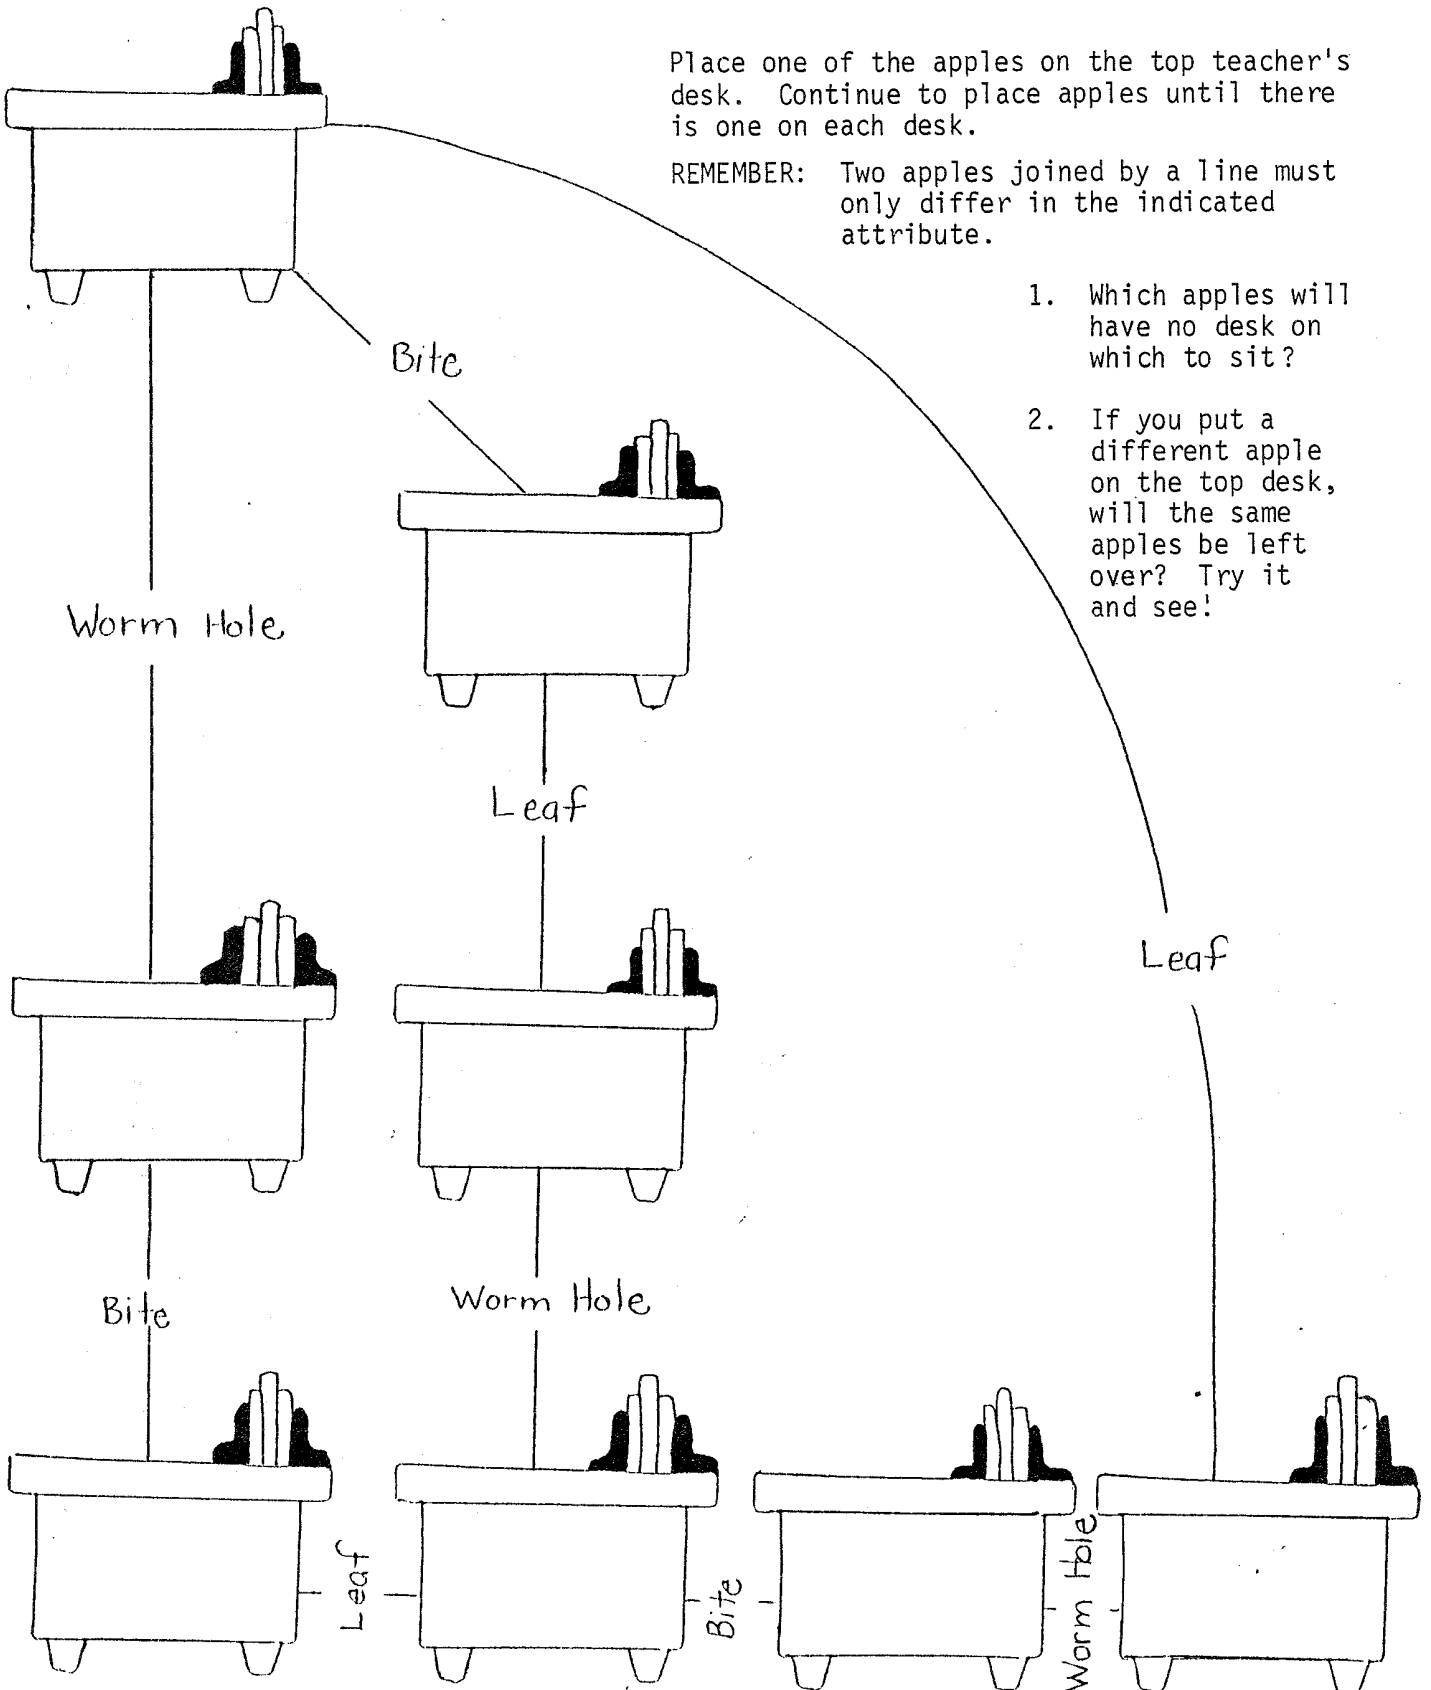 Place one of the apples on the top teacher's
desk. Continue to place apples until there
is one on each desk.
REMEMBER: Two apples joined by a line must
only differ in the indicated
attribute.
1. Which apples will
have no desk on
which to sit?
2. If you put a
different apple
on the top desk,
will the same
apples be left
over? Try it
and see!
Bite
Worm Hole
Leaf
Leaf
Bite
Worm Hole
Leaf
Bite
Worm Hole